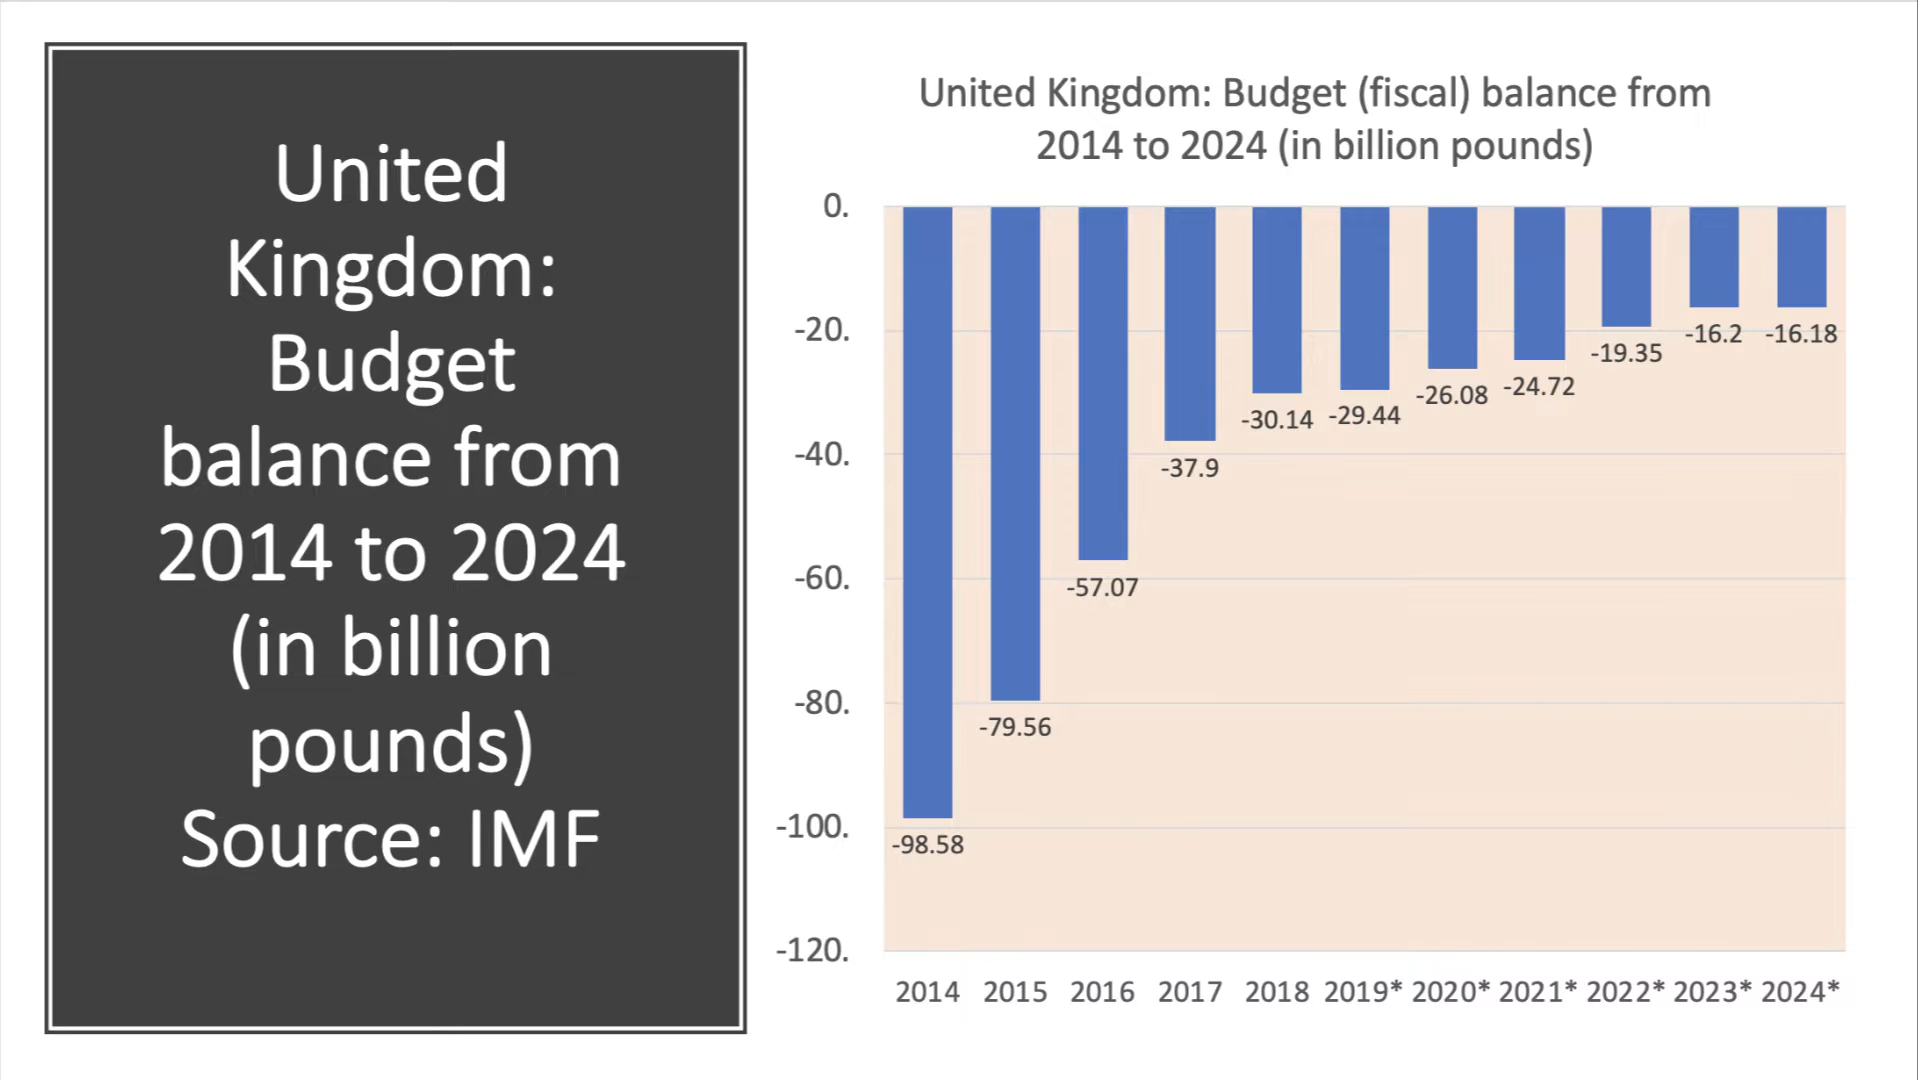 United
Kingdom:
Budget
balance from
2014 to 2024
(in billion
pounds)
Source: IMF
United Kingdom: Budget (fiscal) balance from
2014 to 2024 (in billion pounds)
0.
-20.
-40.
-60.
-80.
-100.
-120.
-98.58
-79.56
-57.07
-37.9
-30.14
-29.44
-26.08
-24.72
-19.35
-16.2
-16.18
2014 2015 2016 2017 2018 2019* 2020* 2021* 2022* 2023* 2024*